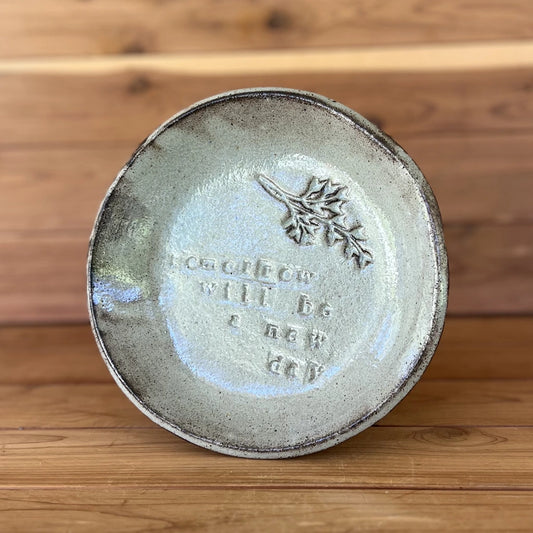 tomorrow
will be
a new
day